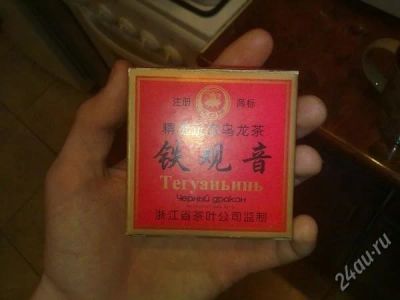 注册 商标
精 乌龙茶
铁观音
Тегуаньинь
Черный дракон
浙江省茶叶公司监制
24au.ru